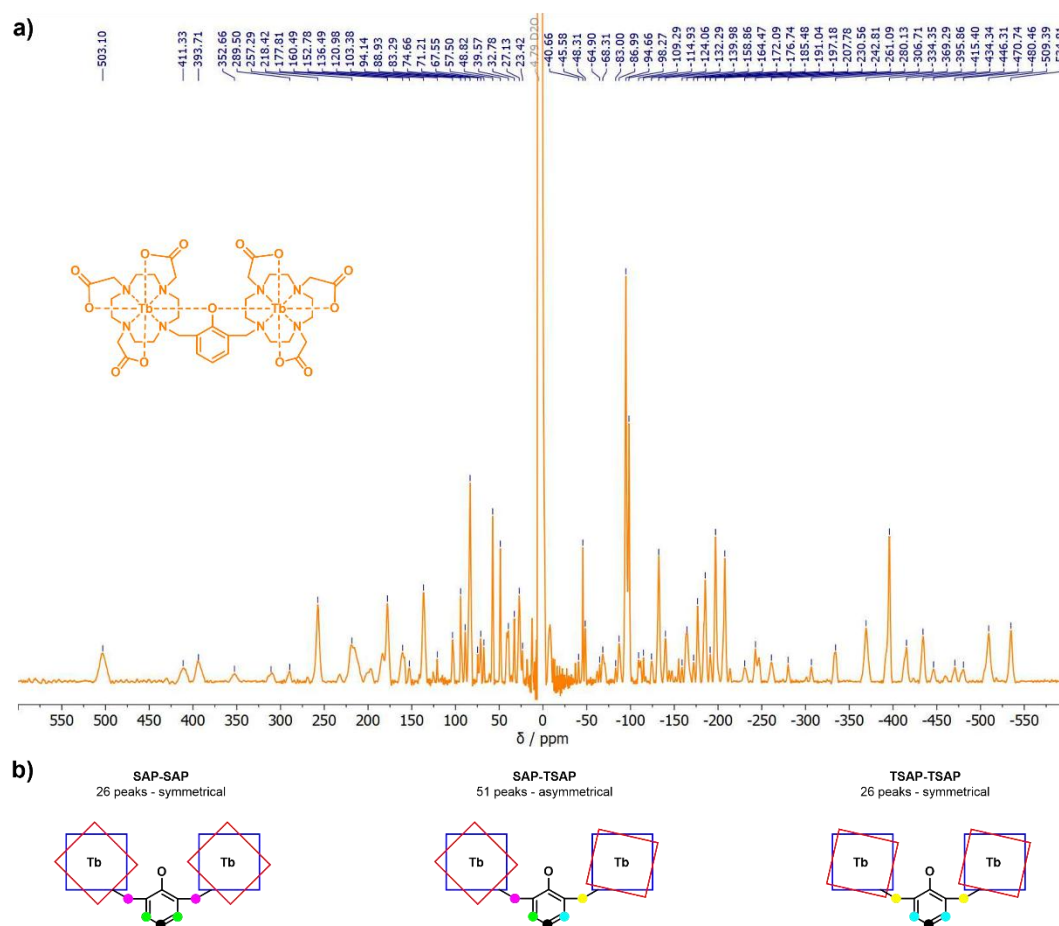 a)
503.10
411.33
393.71
352.66
289.50
257.29
218.42
177.81
160.49
152.78
136.49
120.98
103.38
94.14
88.93
83.29
74.66
71.21
67.55
57.50
48.82
39.57
32.78
27.13
23.42
4.79 D2O
-40.66
-45.58
-48.31
-64.90
-68.31
-83.00
-86.99
-94.66
-98.27
-109.29
-114.93
-124.06
-132.29
-139.98
-158.86
-164.47
-172.09
-176.74
-185.48
-191.04
-197.18
-207.78
-230.56
-242.81
-261.09
-280.13
-306.71
-334.35
-369.29
-395.86
-415.40
-434.34
-446.31
-470.74
-480.46
-509.39
O O
O O
O O
N N N N
O Tb O Tb O
N N N N
O O
O O
550 500 450 400 350 300 250 200 150 100 50 0 -50 -100 -150 -200 -250 -300 -350 -400 -450 -500 -550
δ / ppm
b)
SAP-SAP
26 peaks - symmetrical
Tb Tb
O
SAP-TSAP
51 peaks - asymmetrical
Tb Tb
O
TSAP-TSAP
26 peaks - symmetrical
Tb Tb
O